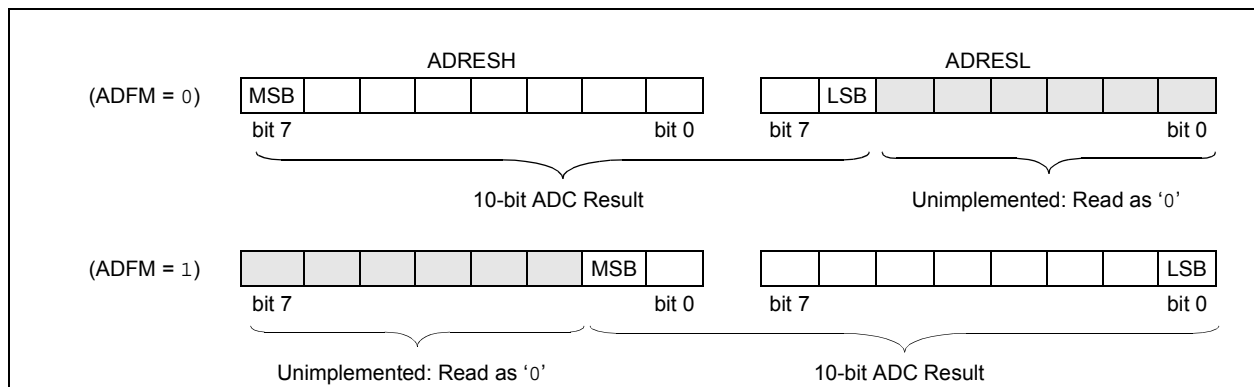 ADRESH ADRESL
(ADFM = 0) MSB LSB
bit 7 bit 0 bit 7 bit 0
10-bit ADC Result Unimplemented: Read as ‘0’
(ADFM = 1) MSB LSB
bit 7 bit 0 bit 7 bit 0
Unimplemented: Read as ‘0’ 10-bit ADC Result